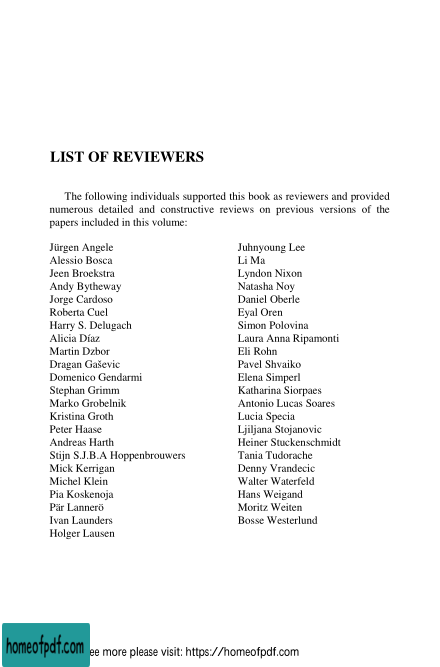 LIST OF REVIEWERS
The following individuals supported this book as reviewers and provided
numerous detailed and constructive reviews on previous versions of the
papers included in this volume:
Jürgen Angele
Alessio Bosca
Jeen Broekstra
Andy Bytheway
Jorge Cardoso
Roberta Cuel
Harry S. Delugach
Alicia Díaz
Martin Dzbor
Dragan Gaševic
Domenico Gendarmi
Stephan Grimm
Marko Grobelnik
Kristina Groth
Peter Haase
Andreas Harth
Stijn S.J.B.A Hoppenbrouwers
Mick Kerrigan
Michel Klein
Pia Koskenoja
Pär Lannerö
Ivan Launders
Holger Lausen
Juhnyoung Lee
Li Ma
Lyndon Nixon
Natasha Noy
Daniel Oberle
Eyal Oren
Simon Polovina
Laura Anna Ripamonti
Eli Rohn
Pavel Shvaiko
Elena Simperl
Katharina Siorpaes
Antonio Lucas Soares
Lucia Specia
Ljiljana Stojanovic
Heiner Stuckenschmidt
Tania Tudorache
Denny Vrandecic
Walter Waterfeld
Hans Weigand
Moritz Weiten
Bosse Westerlund
homeofpdf.com
ee more please visit: https://homeofpdf.com